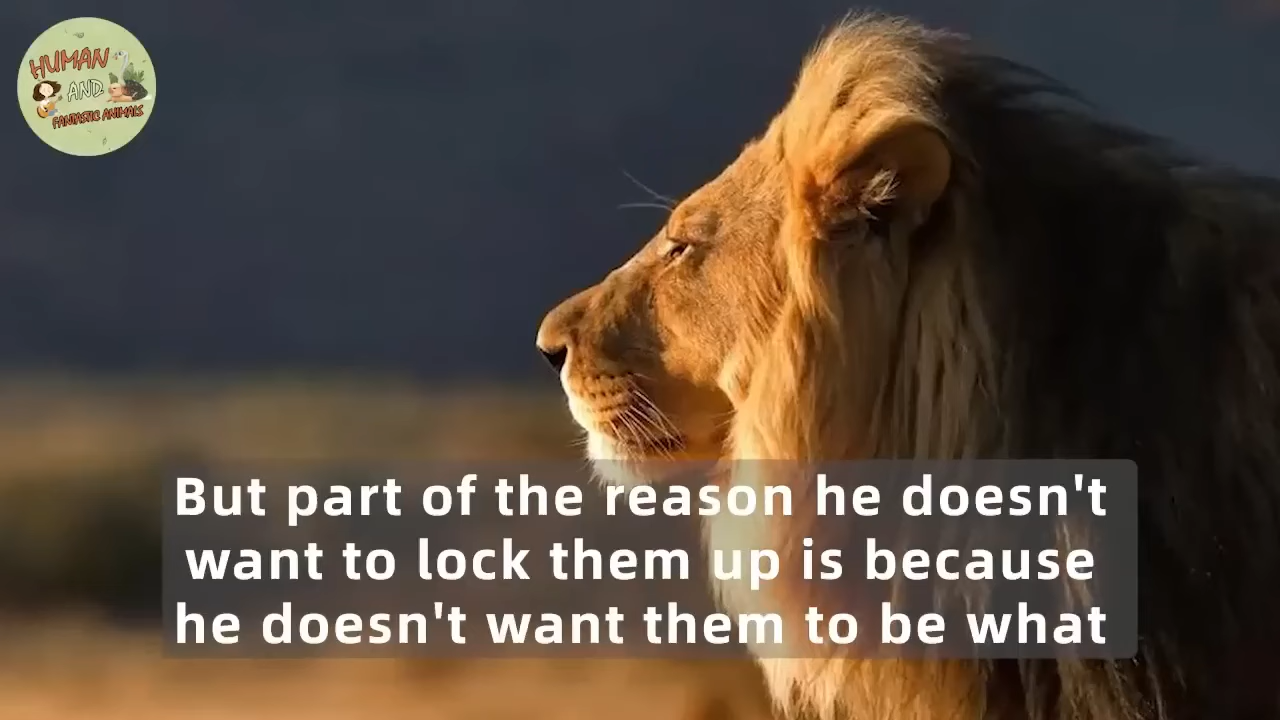 HUMAN
AND
FANTASTIC ANIMALS
But part of the reason he doesn't
want to lock them up is because
he doesn't want them to be what